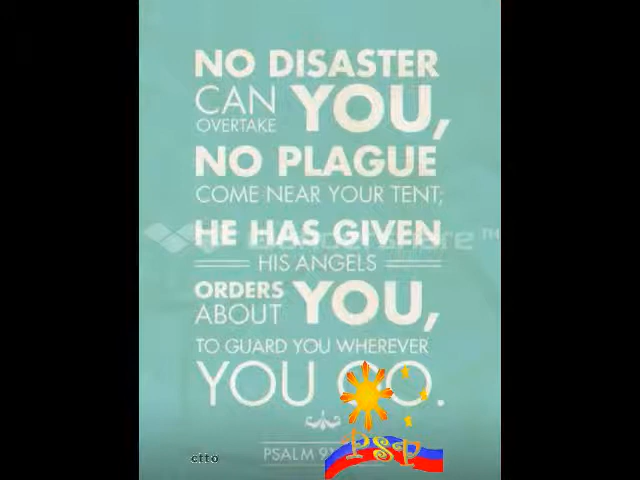 NO DISASTER
CAN
OVERTAKE
YOU,
NO PLAGUE
COME NEAR YOUR TENT;
HE HAS GIVEN
HIS ANGELS
ORDERS
ABOUT
YOU,
TO GUARD YOU WHEREVER
YOU GO.
PSALM
PSP
ctto